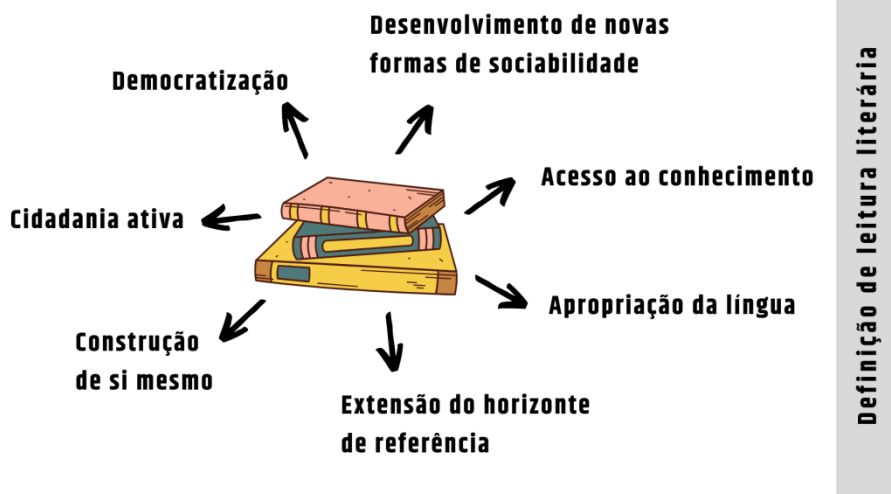 Desenvolvimento de novas
formas de sociabilidade
Democratização
Acesso ao conhecimento
Cidadania ativa
Apropriação da língua
Construção
de si mesmo
Extensão do horizonte
de referência
Definição de leitura literária